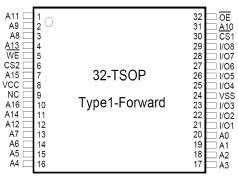 A11 1
A9 2
A8 3
A13 4
WE 5
CS2 6
A15 7
VCC 8
NC 9
A16 10
A14 11
A12 12
A7 13
A6 14
A5 15
A4 16
32-TSOP
Type1-Forward
32 OE
31 A10
30 CS1
29 I/O8
28 I/O7
27 I/O6
26 I/O5
25 I/O4
24 VSS
23 I/O3
22 I/O2
21 I/O1
20 A0
19 A1
18 A2
17 A3